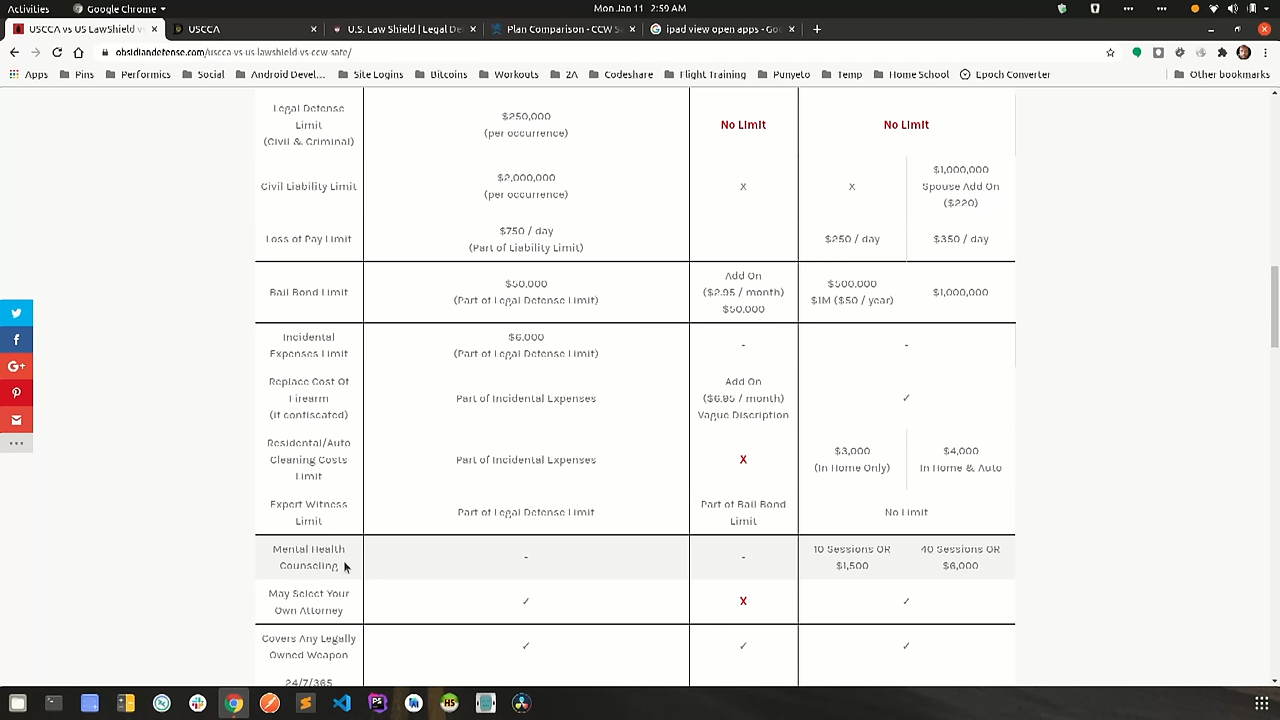 Activities
Google Chrome
Mon Jan 11 2:59 AM
USCCA vs US LawShield v
USCCA
U.S. Law Shield | Legal De
Plan Comparison - CCW S
ipad view open apps - Goo
obsidiandefense.com/uscca-vs-us-lawshield-vs-ccw-safe/
Apps
Pins
Performics
Social
Android Devel...
Site Logins
Bitcoins
Workouts
2A
Codeshare
Flight Training
Punyeto
Temp
Home School
Epoch Converter
Other bookmarks
Legal Defense
Limit
(Civil & Criminal)
$250,000
(per occurrence)
No Limit
No Limit
Civil Liability Limit
$2,000,000
(per occurrence)
X
X
$1,000,000
Spouse Add On
($220)
Loss of Pay Limit
$750 / day
(Part of Liability Limit)
$250 / day
$350 / day
Bail Bond Limit
$50,000
(Part of Legal Defense Limit)
Add On
($2.95 / month)
$50,000
$500,000
$1M ($50 / year)
$1,000,000
Incidental
Expenses Limit
$6,000
(Part of Legal Defense Limit)
-
-
Replace Cost Of
Firearm
(if confiscated)
Part of Incidental Expenses
Add On
($6.95 / month)
Vague Discription
✓
Residental/Auto
Cleaning Costs
Limit
Part of Incidental Expenses
X
$3,000
(In Home Only)
$4,000
In Home & Auto
Expert Witness
Limit
Part of Legal Defense Limit
Part of Bail Bond
Limit
No Limit
Mental Health
Counseling
-
-
10 Sessions OR
$1,500
40 Sessions OR
$6,000
May Select Your
Own Attorney
✓
X
✓
Covers Any Legally
Owned Weapon
✓
✓
✓
24/7/365